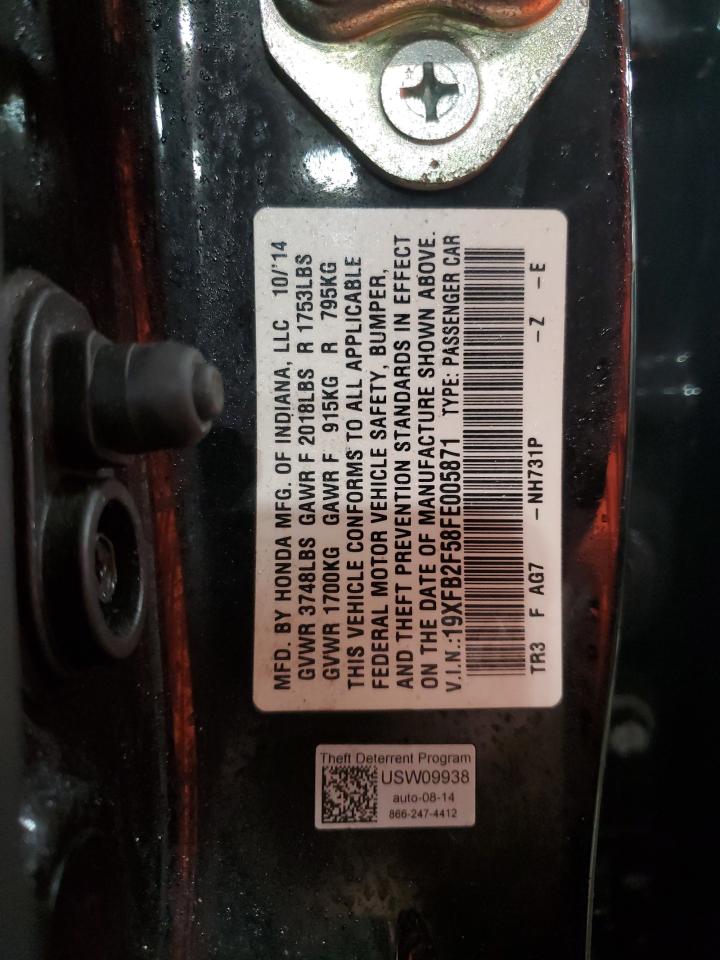 MFD. BY HONDA MFG. OF INDIANA, LLC 10/'14
GVWR 3748LBS GAWR F 2018LBS R 1753LBS
GVWR 1700KG GAWR F 915KG R 795KG
THIS VEHICLE CONFORMS TO ALL APPLICABLE
FEDERAL MOTOR VEHICLE SAFETY, BUMPER,
AND THEFT PREVENTION STANDARDS IN EFFECT
ON THE DATE OF MANUFACTURE SHOWN ABOVE.
V.I.N.:19XFB2F58FE005871 TYPE: PASSENGER CAR
TR3 F AG7 -NH731P -Z -E
Theft Deterrent Program
USW09938
auto-08-14
866-247-4412